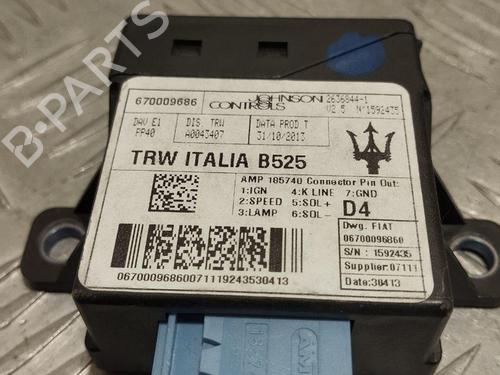 670009686
JOHNSON CONTROLS
2636844-1
V2 5 N°1592435
DAV E1
PP40
DIS. TRW
A0043407
DATA PROD T
31/10/2013
TRW ITALIA B525
AMP 185740 Connector Pin Out:
1:IGN 4:K LINE 7:GND
2:SPEED 5:SOL+
3:LAMP 6:SOL-
D4
Dwg. FIAT
06700096860
S/N : 1592435
Supplier:07111
Date:30413
06700096860071119243530413
B-PARTS